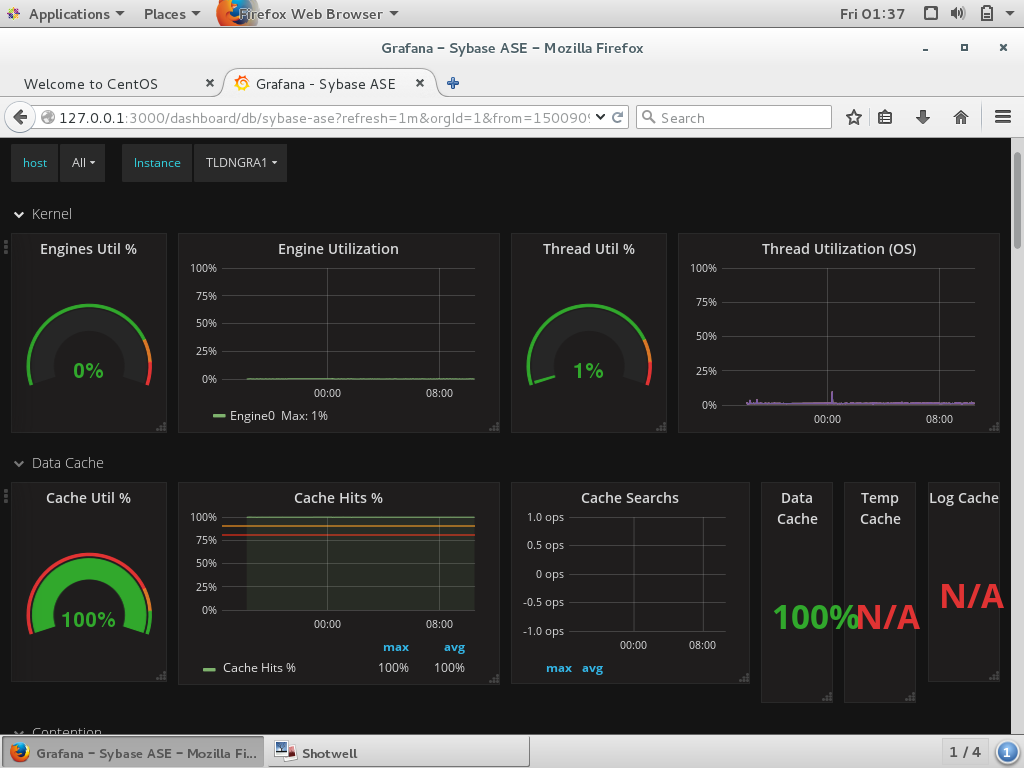 Applications Places Firefox Web Browser Fri 01:37
Grafana - Sybase ASE - Mozilla Firefox
Welcome to CentOS Grafana - Sybase ASE
127.0.0.1:3000/dashboard/db/sybase-ase?refresh=1m&orgId=1&from=150090 Search
host All Instance TLDNGRA1
Kernel
Engines Util %
0%
Engine Utilization
100%
75%
50%
25%
0%
00:00 08:00
Engine0 Max: 1%
Thread Util %
1%
Thread Utilization (OS)
100%
75%
50%
25%
0%
00:00 08:00
Data Cache
Cache Util %
100%
Cache Hits %
100%
75%
50%
25%
0%
00:00 08:00
max avg
Cache Hits % 100% 100%
Cache Searchs
1.0 ops
0.5 ops
0 ops
-0.5 ops
-1.0 ops
00:00 08:00
max avg
Data
Cache
100%
Temp
Cache
N/A
Log Cache
N/A
Contention
Grafana - Sybase ASE - Mozilla Fi... Shotwell 1 / 4 1